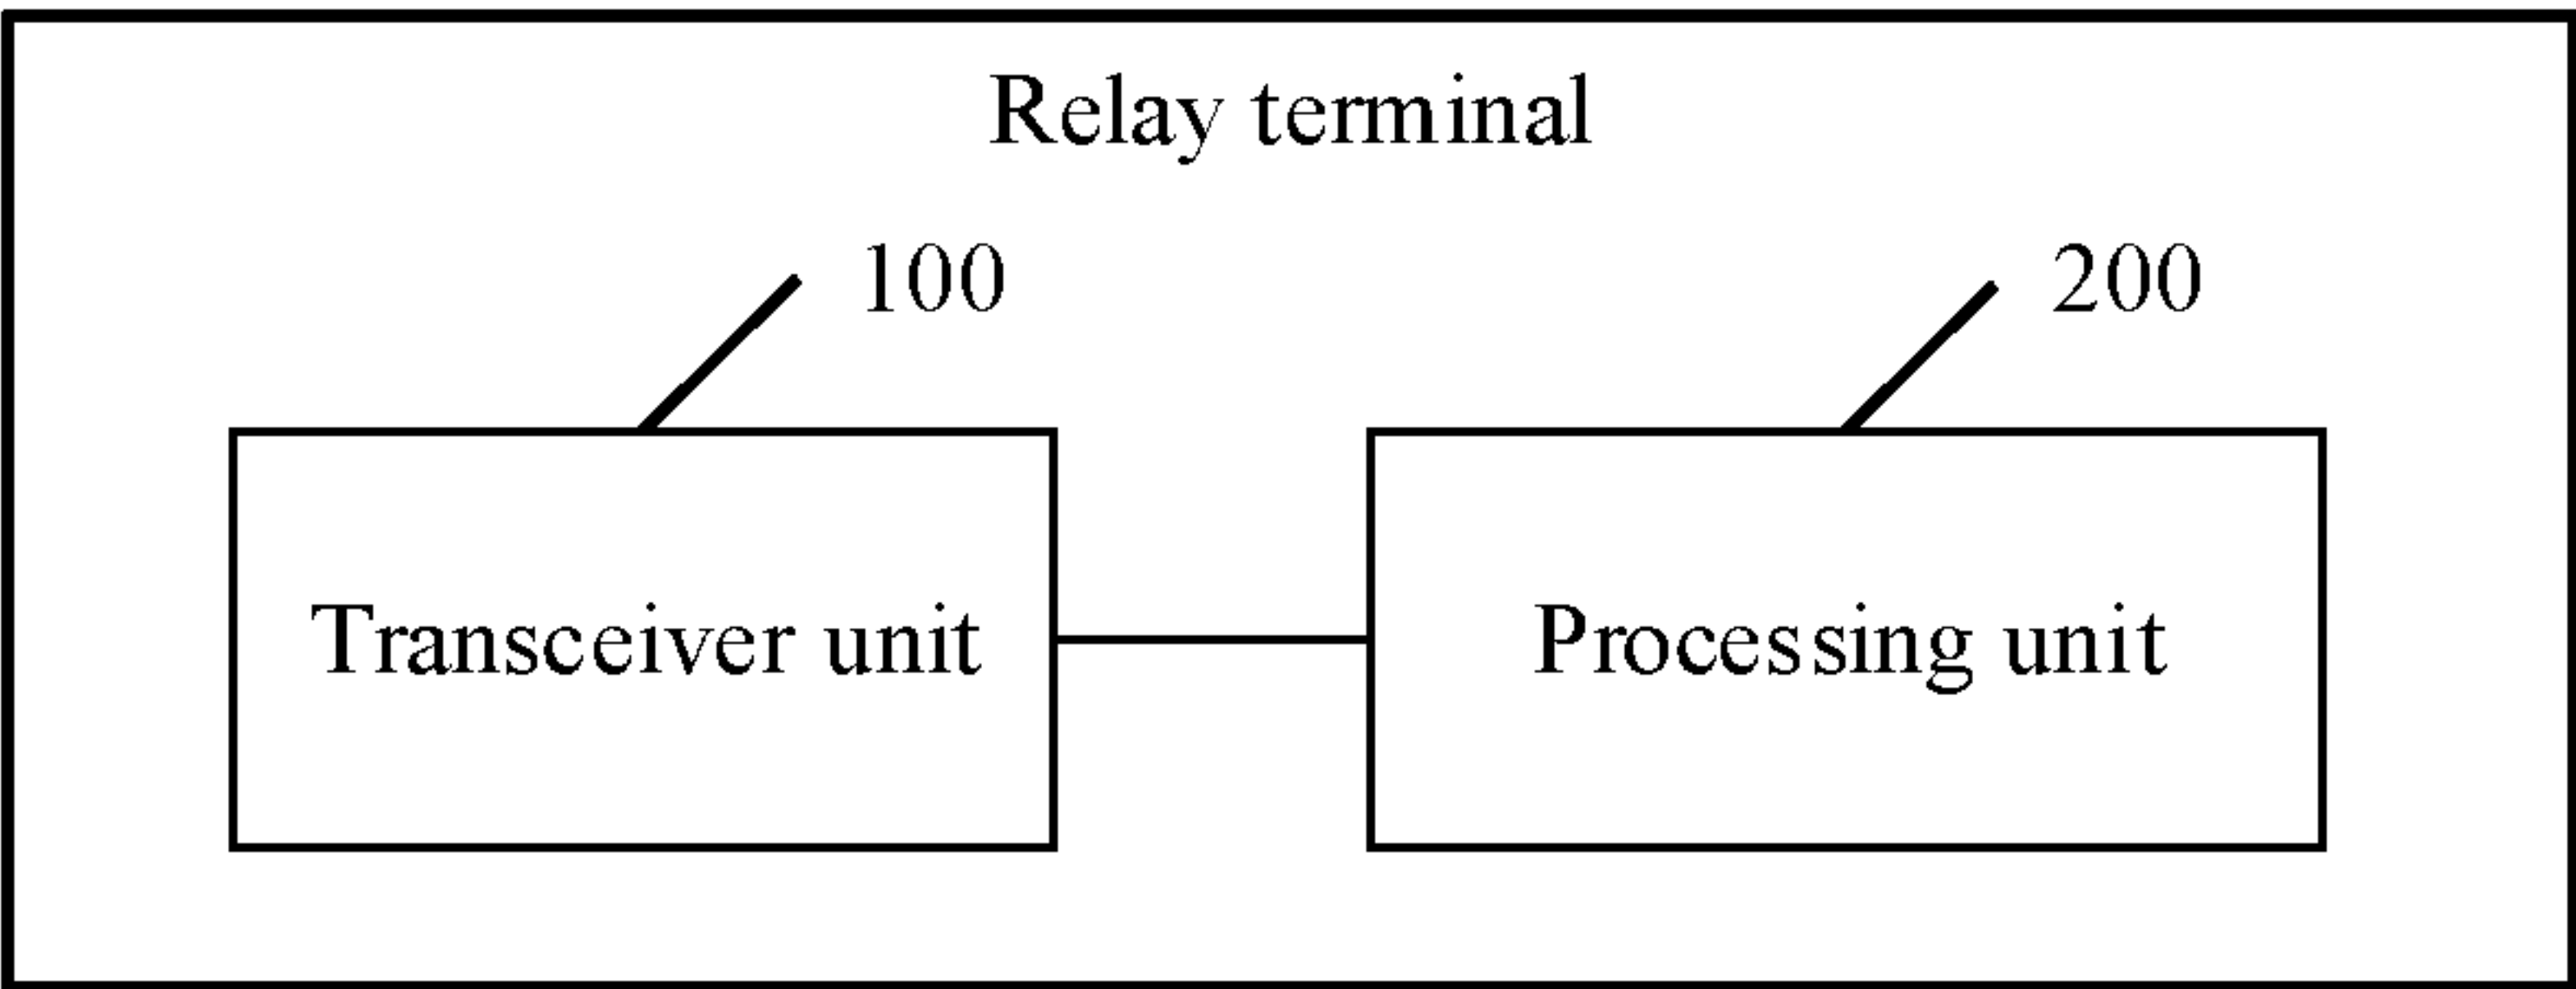 Relay terminal
100
200
Transceiver unit
Processing unit